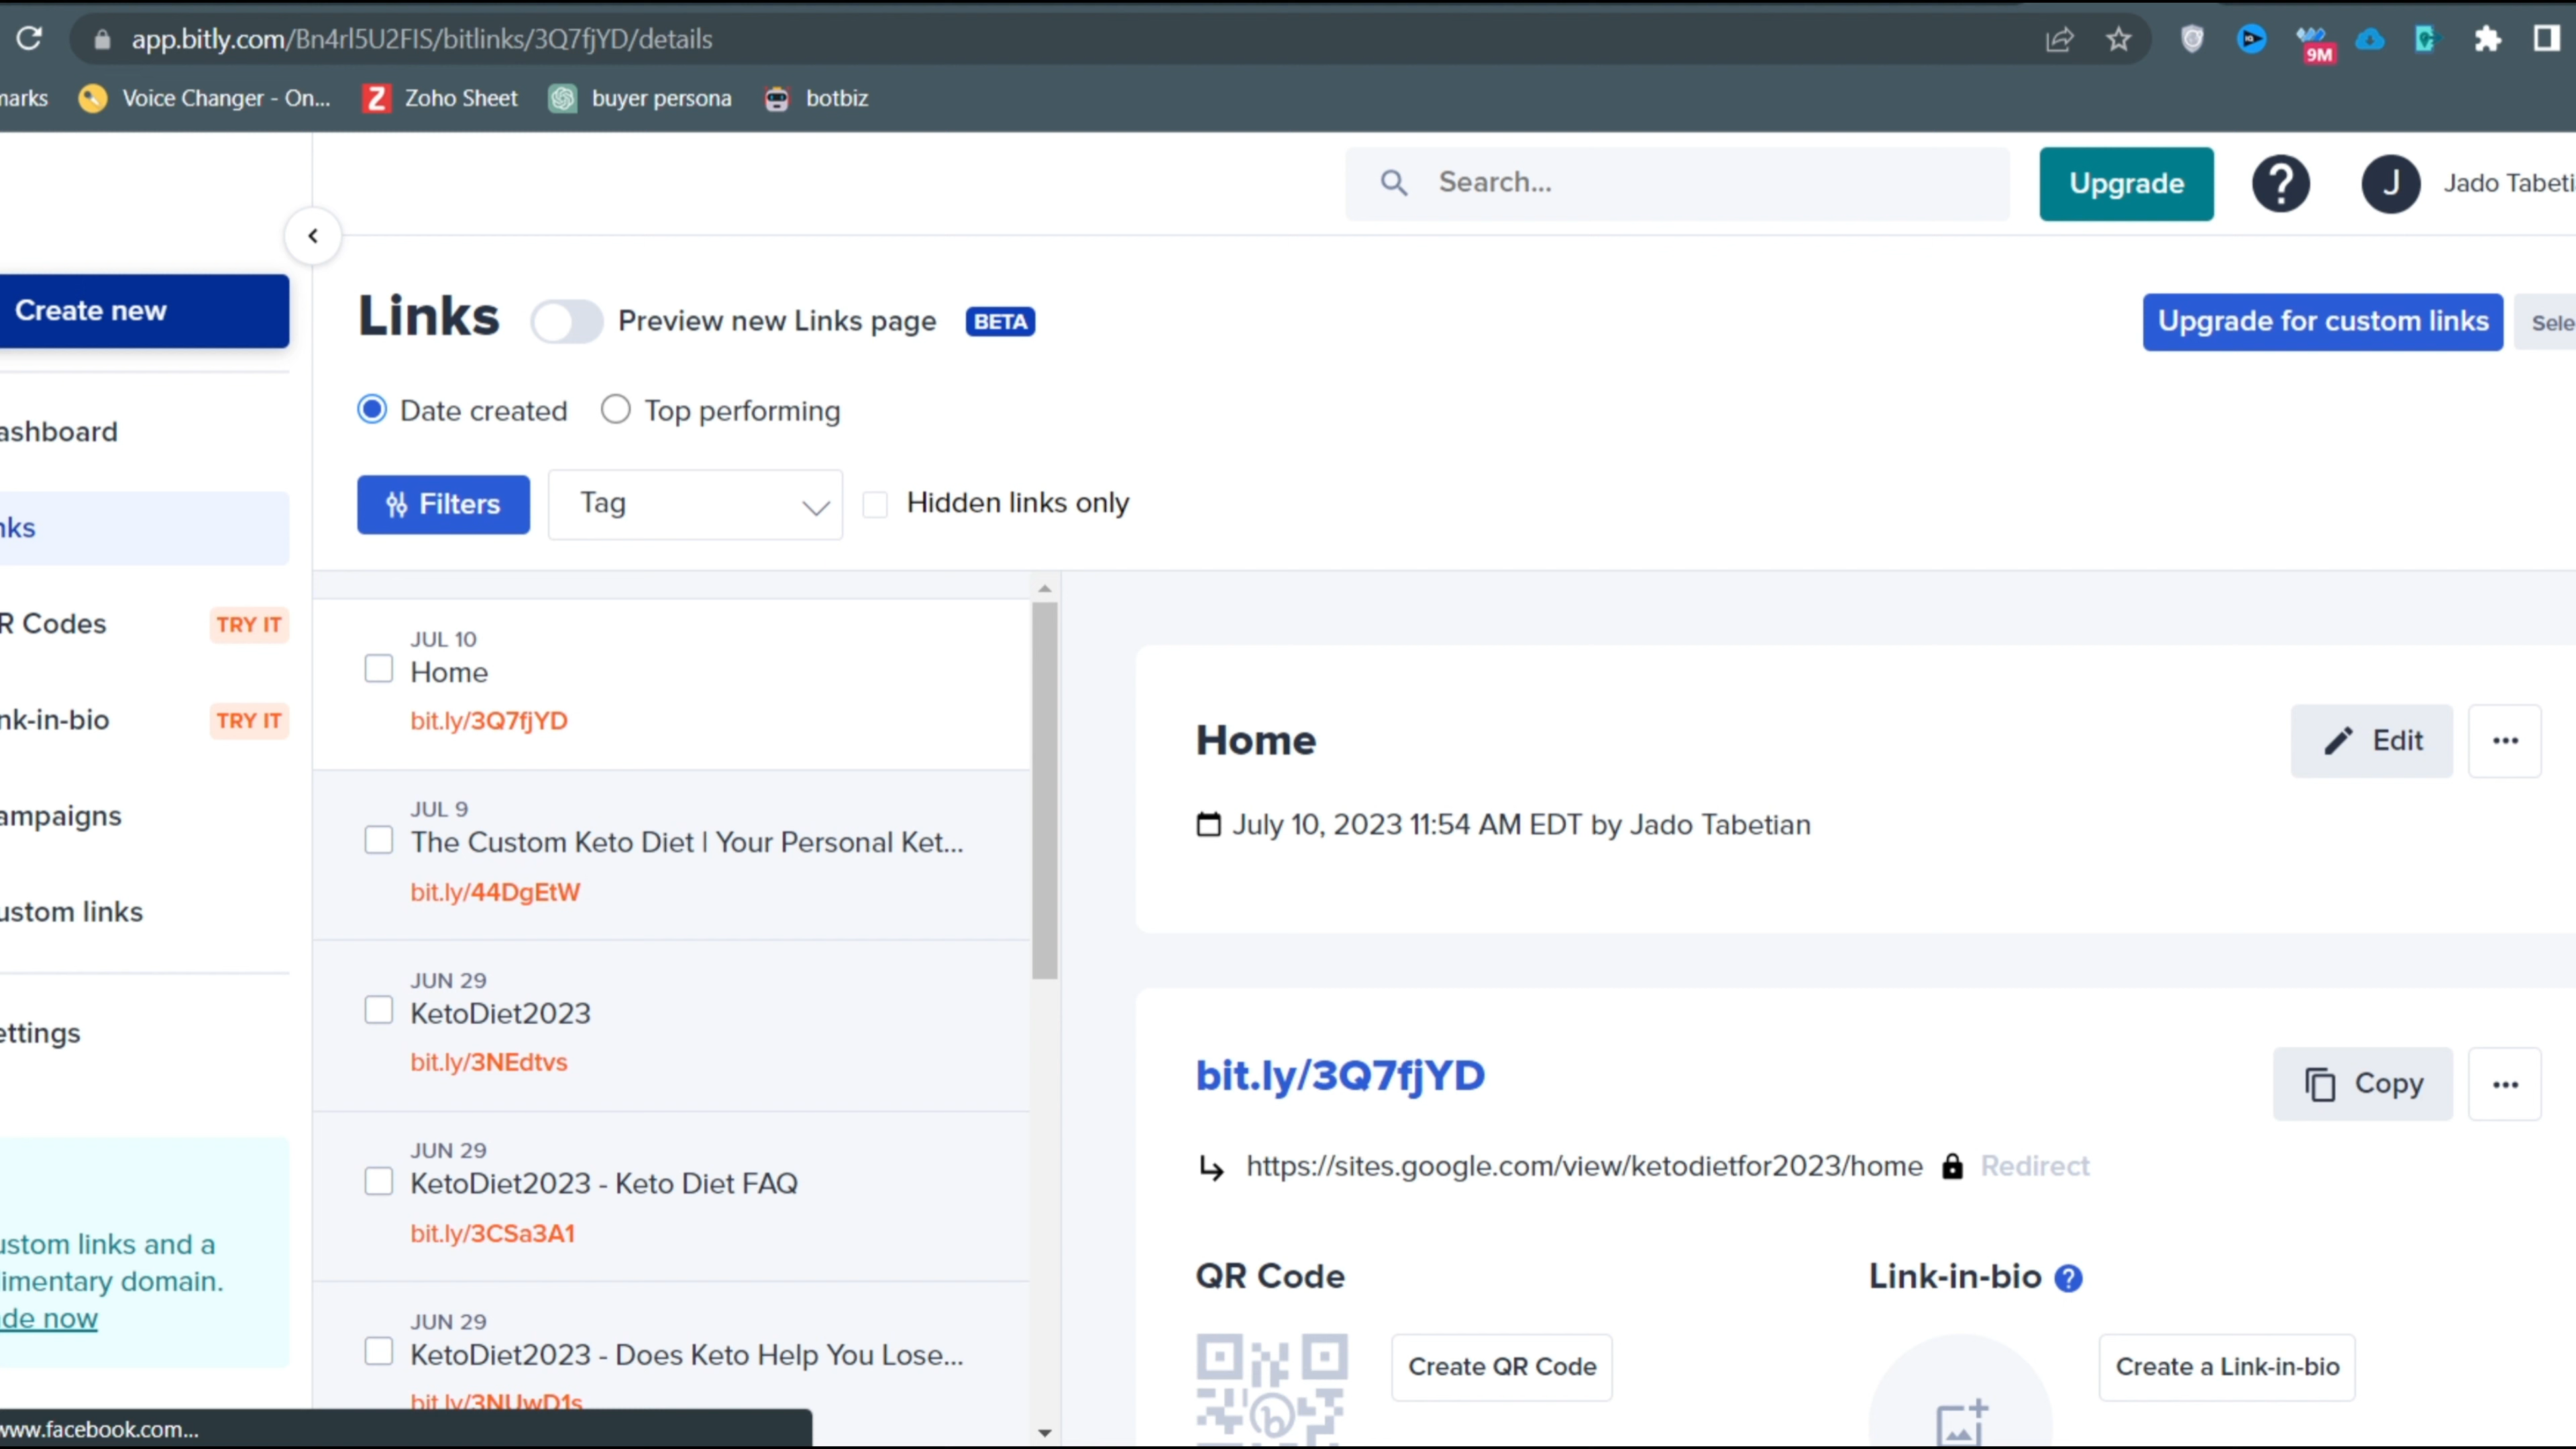 app.bitly.com/Bn4rl5U2FIS/bitlinks/3Q7fjYD/details
9M
marks
Voice Changer - On...
Zoho Sheet
buyer persona
botbiz
Search...
Upgrade
J
Jado Tabeti
Create new
Links
Preview new Links page
BETA
Upgrade for custom links
Sele
Date created
Top performing
ashboard
Filters
Tag
Hidden links only
nks
R Codes
TRY IT
nk-in-bio
TRY IT
ampaigns
ustom links
ettings
ustom links and a
limentary domain.
de now
JUL 10
Home
bit.ly/3Q7fjYD
JUL 9
The Custom Keto Diet | Your Personal Ket...
bit.ly/44DgEtW
JUN 29
KetoDiet2023
bit.ly/3NEdtvs
JUN 29
KetoDiet2023 - Keto Diet FAQ
bit.ly/3CSa3A1
JUN 29
KetoDiet2023 - Does Keto Help You Lose...
bit.ly/3NUwD1s
Home
Edit
July 10, 2023 11:54 AM EDT by Jado Tabetian
bit.ly/3Q7fjYD
Copy
https://sites.google.com/view/ketodietfor2023/home
Redirect
QR Code
Create QR Code
Link-in-bio
Create a Link-in-bio
www.facebook.com...